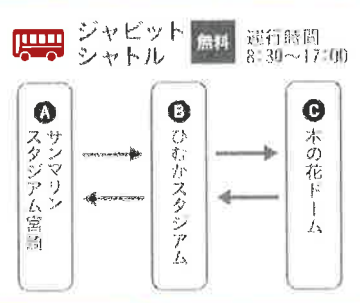 ジャビット
シャトル
無料
運行時間
8:30～17:00
A
サンマリン
スタジアム宮崎
B
ひむかスタジアム
C
木の花ドーム